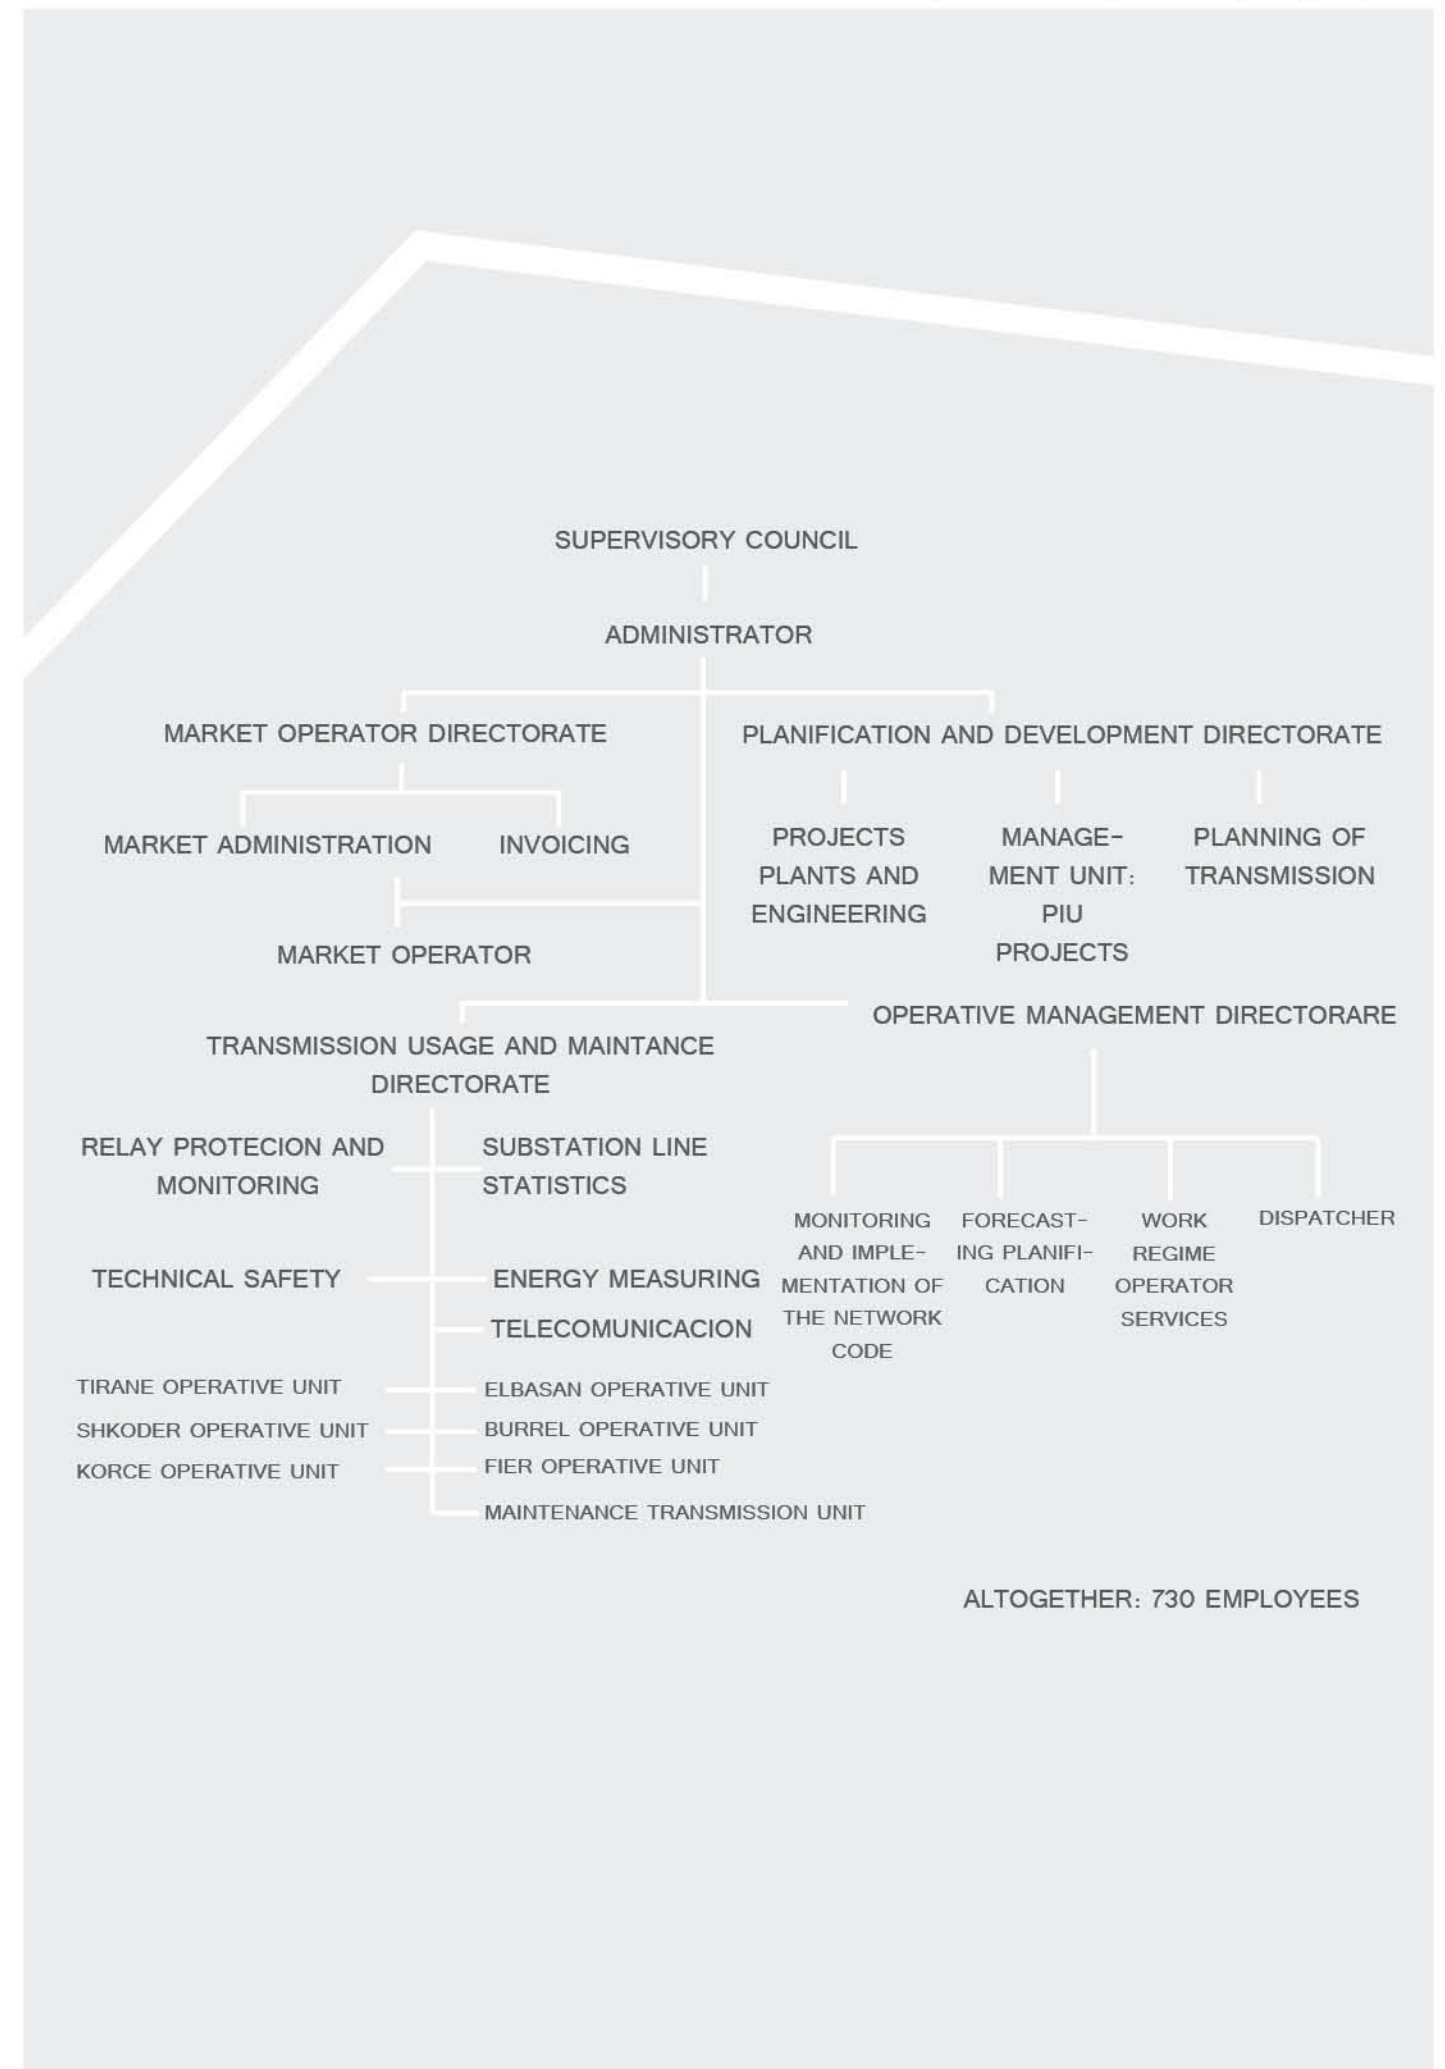 SUPERVISORY COUNCIL
ADMINISTRATOR
MARKET OPERATOR DIRECTORATE
PLANIFICATION AND DEVELOPMENT DIRECTORATE
MARKET ADMINISTRATION
INVOICING
PROJECTS
PLANTS AND
ENGINEERING
MANAGE-
MENT UNIT:
PIU
PROJECTS
PLANNING OF
TRANSMISSION
MARKET OPERATOR
TRANSMISSION USAGE AND MAINTANCE
DIRECTORATE
OPERATIVE MANAGEMENT DIRECTORARE
RELAY PROTECION AND
MONITORING
SUBSTATION LINE
STATISTICS
TECHNICAL SAFETY
ENERGY MEASURING
TELECOMUNICACION
TIRANE OPERATIVE UNIT
ELBASAN OPERATIVE UNIT
SHKODER OPERATIVE UNIT
BURREL OPERATIVE UNIT
KORCE OPERATIVE UNIT
FIER OPERATIVE UNIT
MAINTENANCE TRANSMISSION UNIT
MONITORING
AND IMPLE-
MENTATION OF
THE NETWORK
CODE
FORECAST-
ING PLANIFI-
CATION
WORK
REGIME
OPERATOR
SERVICES
DISPATCHER
ALTOGETHER: 730 EMPLOYEES